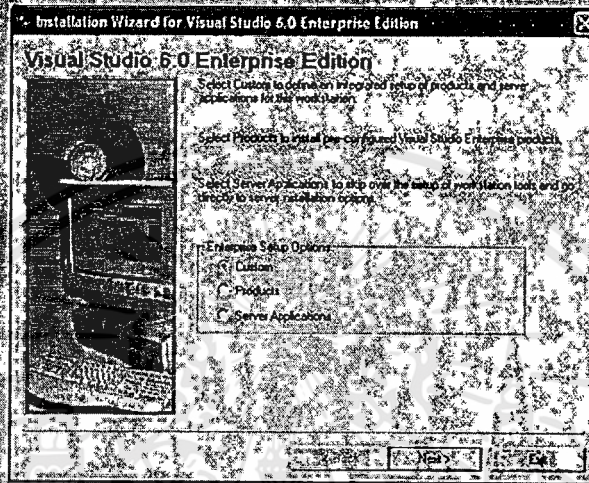 Installation Wizard for Visual Studio 6.0 Enterprise Edition
Visual Studio 6.0 Enterprise Edition
Select Custom to define an integrated setup of products and server
applications for this workstation.
Select Products to install pre-configured Visual Studio Enterprise products.
Select Server Applications to skip over the setup of workstation tools and go
directly to server installation options.
Enterprise Setup Options
Custom
Products
Server Applications
Next >
Exit